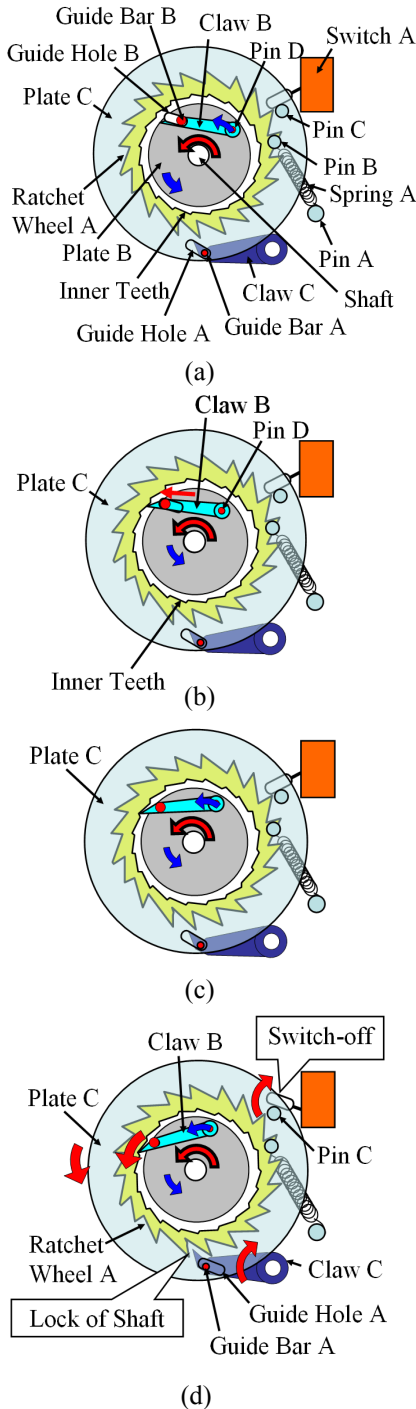 Guide Bar B
Claw B
Guide Hole B
Pin D
Switch A
Plate C
Pin C
Pin B
Ratchet
Wheel A
Spring A
Plate B
Pin A
Inner Teeth
Claw C
Shaft
Guide Hole A
Guide Bar A
(a)
Claw B
Pin D
Plate C
Inner Teeth
(b)
Plate C
(c)
Switch-off
Claw B
Plate C
Pin C
Ratchet
Wheel A
Claw C
Lock of Shaft
Guide Hole A
Guide Bar A
(d)